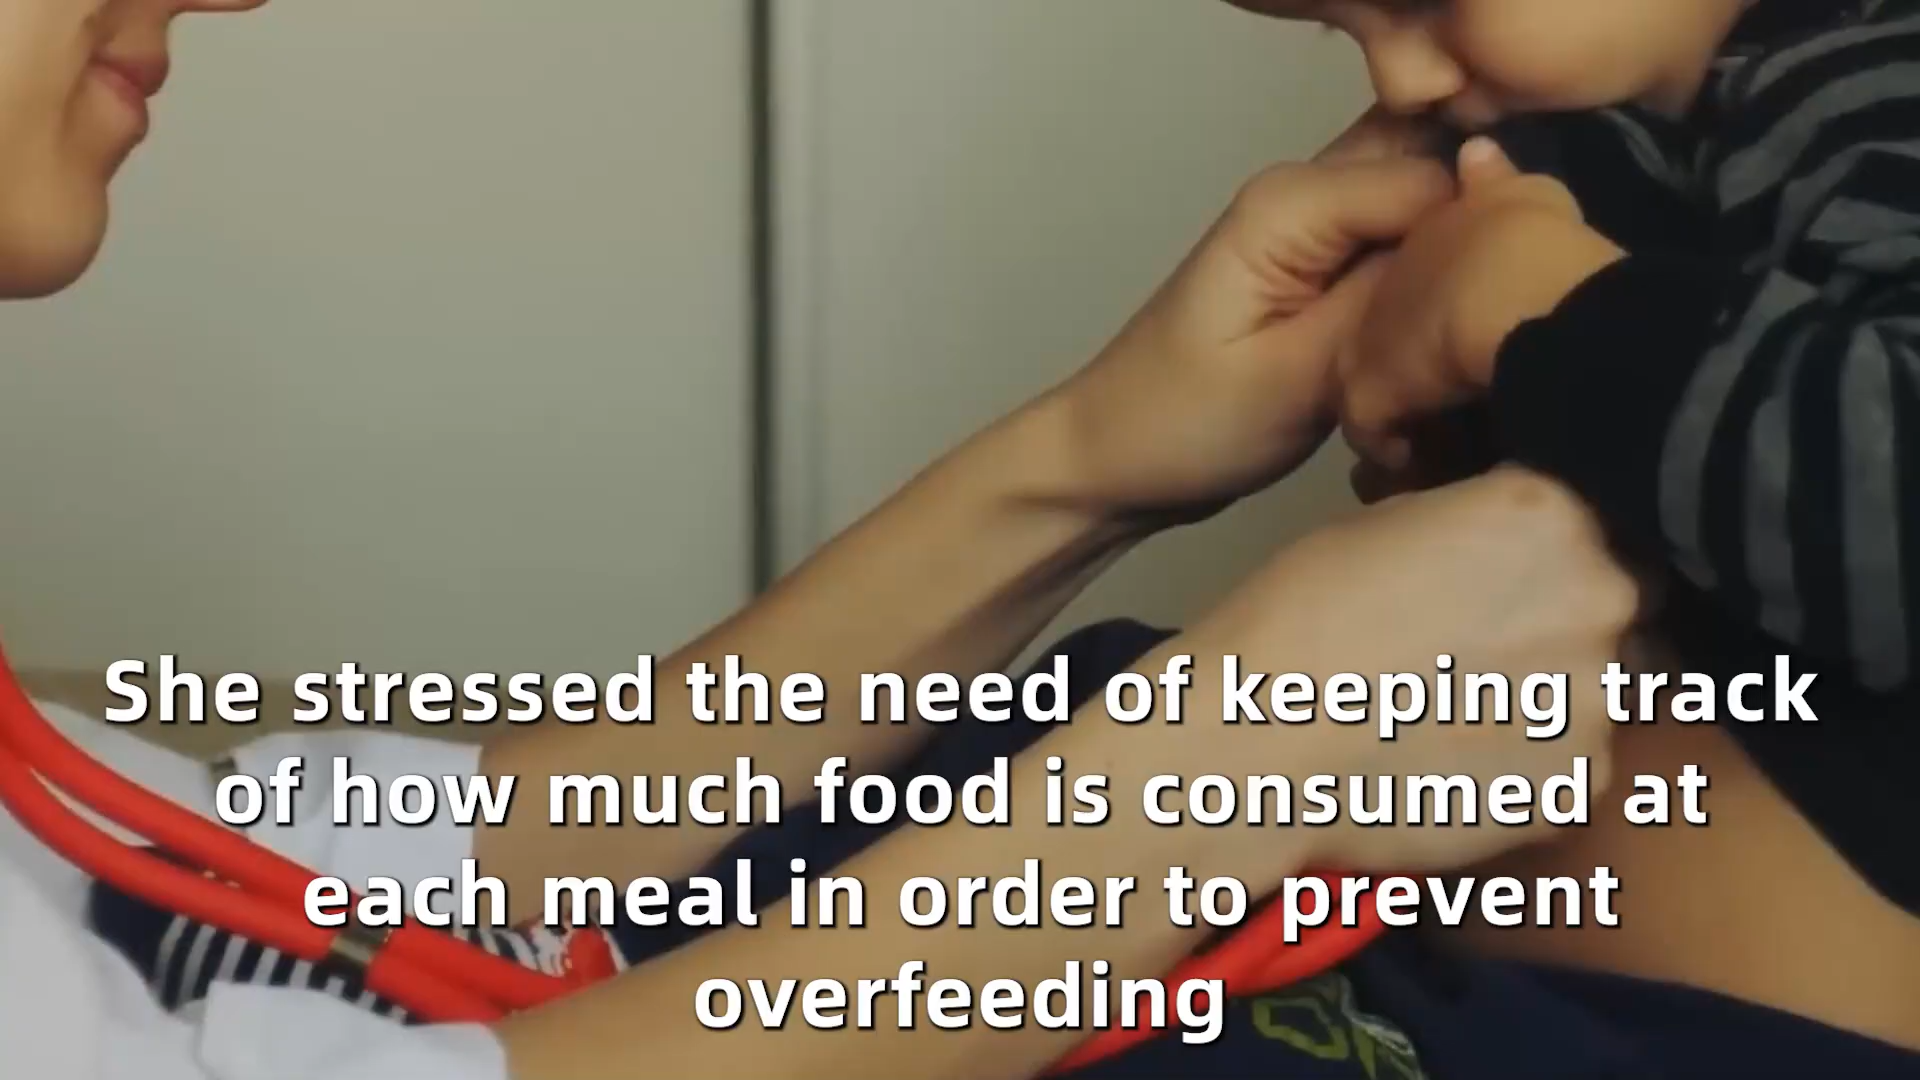 She stressed the need of keeping track
of how much food is consumed at
each meal in order to prevent
overfeeding